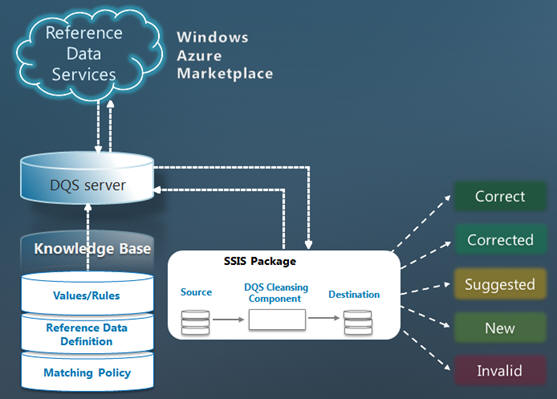 Reference
Data
Services
Windows
Azure
Marketplace
DQS server
Knowledge Base
Values/Rules
Reference Data
Definition
Matching Policy
SSIS Package
Source
DQS Cleansing
Component
Destination
Correct
Corrected
Suggested
New
Invalid